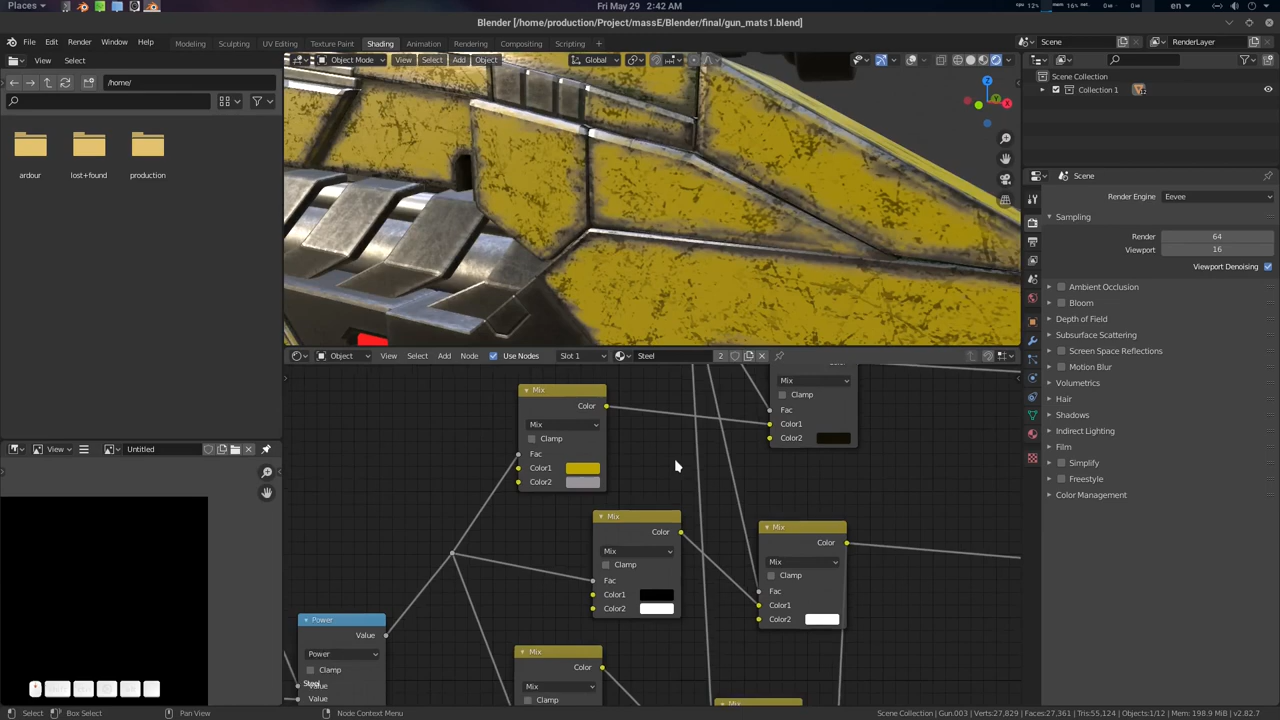 Places
Fri May 29  2:42 AM
cpu 12%
mem 16%
en
Blender [/home/production/Project/massE/Blender/final/gun_mats1.blend]
File Edit Render Window Help
Layout Sculpting UV Editing Texture Paint Shading Animation Rendering Compositing Scripting +
Scene
RenderLayer
View Select
Object Mode View Select Add Object
Global
/home/
ardour lost+found production
Scene Collection
Collection 1
Scene
Render Engine Eevee
Sampling
Render 64
Viewport 16
Viewport Denoising
Ambient Occlusion
Bloom
Depth of Field
Subsurface Scattering
Screen Space Reflections
Motion Blur
Volumetrics
Hair
Shadows
Indirect Lighting
Film
Simplify
Freestyle
Color Management
Object View Select Add Node Use Nodes Slot 1 Steel 2
View Untitled
Mix
Color
Mix
Clamp
Fac
Color1
Color2
Mix
Clamp
Fac
Color1
Color2
Mix
Color
Mix
Clamp
Fac
Color1
Color2
Mix
Color
Mix
Clamp
Fac
Color1
Color2
Power
Value
Power
Clamp
Value
Value
Steel
Mix
Color
Mix
Clamp
Mix
Select Box Select Pan View Node Context Menu
Scene Collection | Gun.003 | Verts:27,829 | Faces:27,361 | Tris:55,124 | Objects:1/12 | Mem: 198.9 MiB | v2.82.7